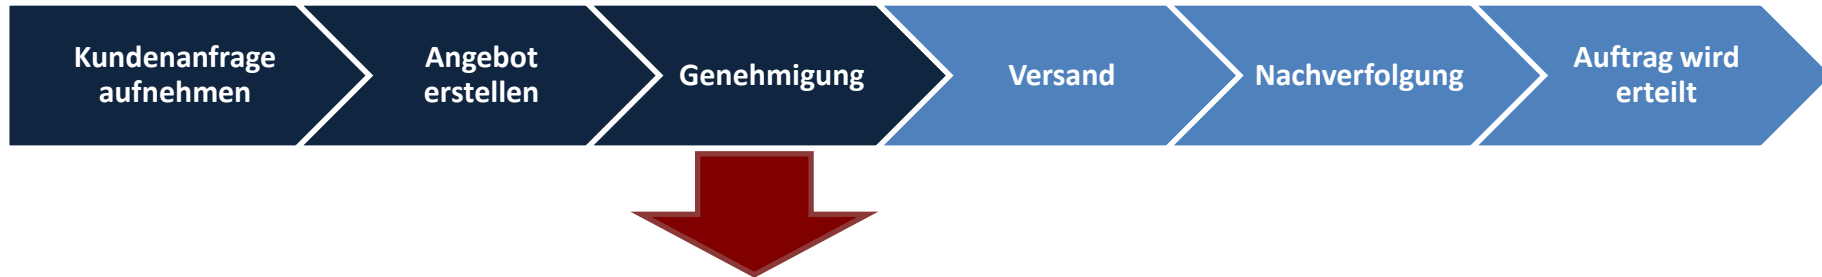 Kundenanfrage
aufnehmen
Angebot
erstellen
Genehmigung
Versand
Nachverfolgung
Auftrag wird
erteilt